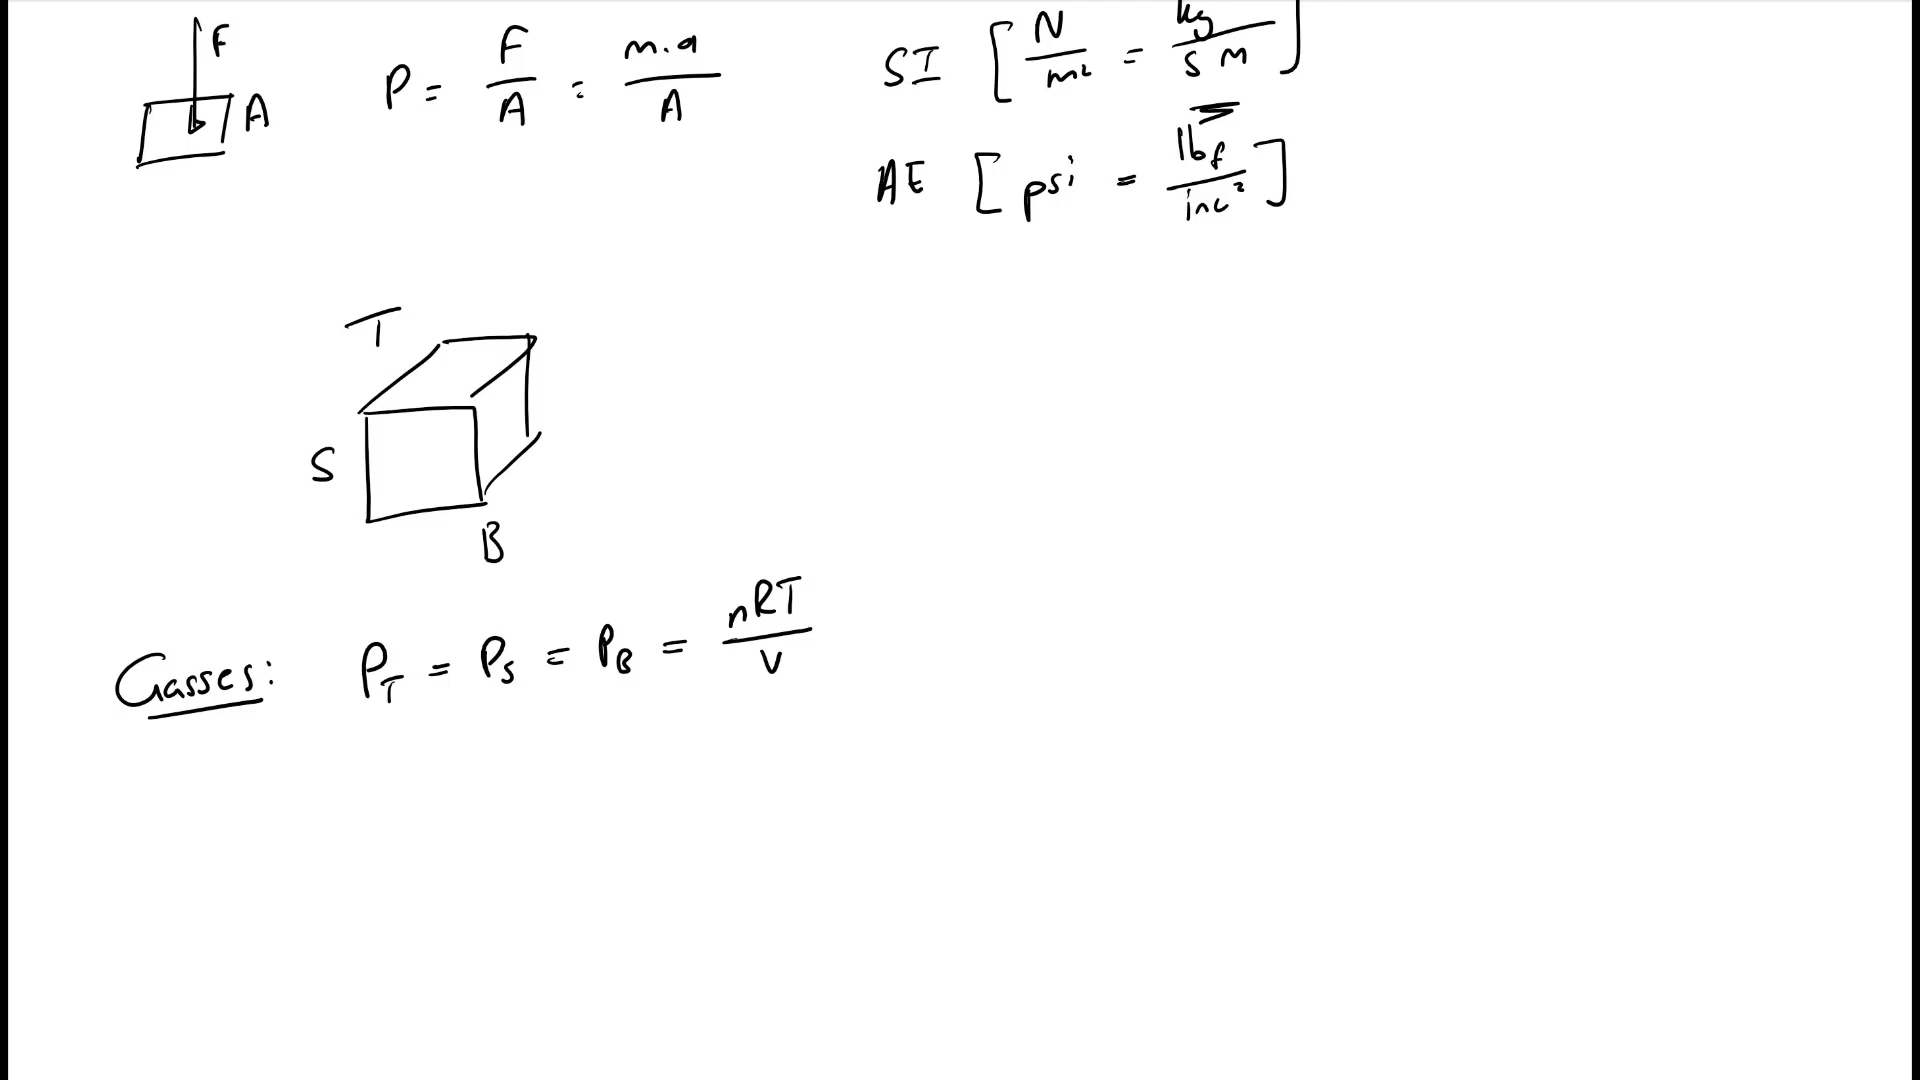 F
A
P = F/A = m.a/A
SI [N/m² = kg/s m]
AE [psi = lbf/inc²]
T
S
B
Gasses: P_T = P_S = P_B = nRT/V